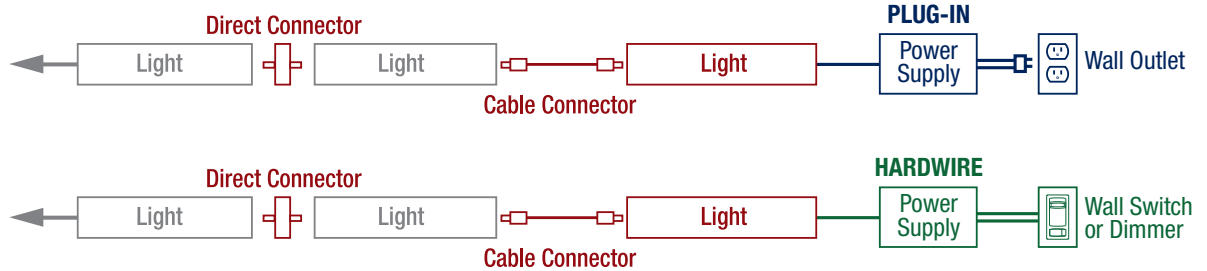 PLUG-IN
Direct Connector
Light
Light
Light
Power
Supply
Wall Outlet
Cable Connector
HARDWIRE
Direct Connector
Light
Light
Light
Power
Supply
Wall Switch
or Dimmer
Cable Connector